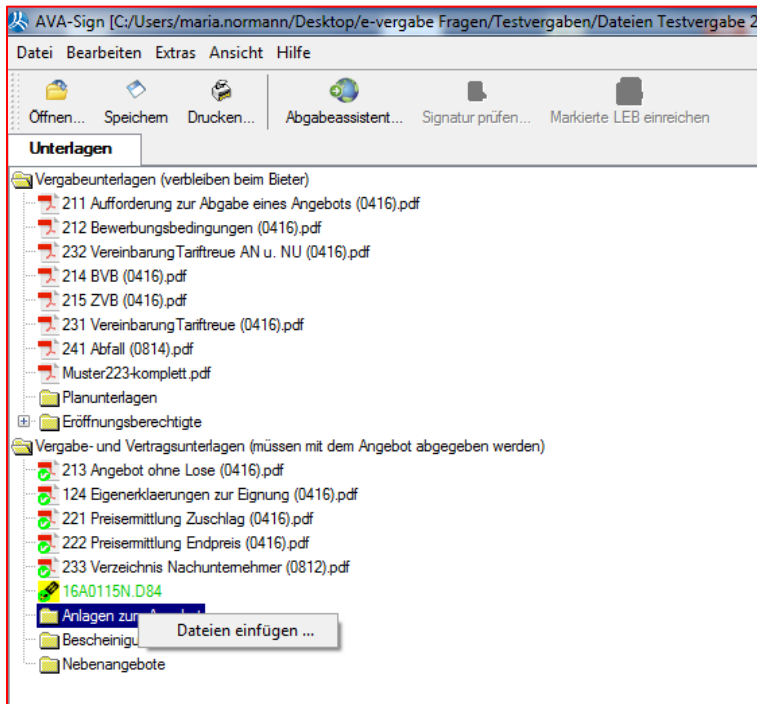 AVA-Sign [C:/Users/maria.normann/Desktop/e-vergabe Fragen/Testvergaben/Dateien Testvergabe 2
Datei Bearbeiten Extras Ansicht Hilfe
Öffnen... Speichern Drucken... Abgabeassistent... Signatur prüfen... Markierte LEB einreichen
Unterlagen
Vergabeunterlagen (verbleiben beim Bieter)
211 Aufforderung zur Abgabe eines Angebots (0416).pdf
212 Bewerbungsbedingungen (0416).pdf
232 VereinbarungTariftreue AN u. NU (0416).pdf
214 BVB (0416).pdf
215 ZVB (0416).pdf
231 VereinbarungTariftreue (0416).pdf
241 Abfall (0814).pdf
Muster223-komplett.pdf
Planunterlagen
Eröffnungsberechtigte
Vergabe- und Vertragsunterlagen (müssen mit dem Angebot abgegeben werden)
213 Angebot ohne Lose (0416).pdf
124 Eigenerklaerungen zur Eignung (0416).pdf
221 Preisermittlung Zuschlag (0416).pdf
222 Preisermittlung Endpreis (0416).pdf
233 Verzeichnis Nachunternehmer (0812).pdf
16A0115N.D84
Anlagen zum
Dateien einfügen ...
Bescheinigu
Nebenangebote